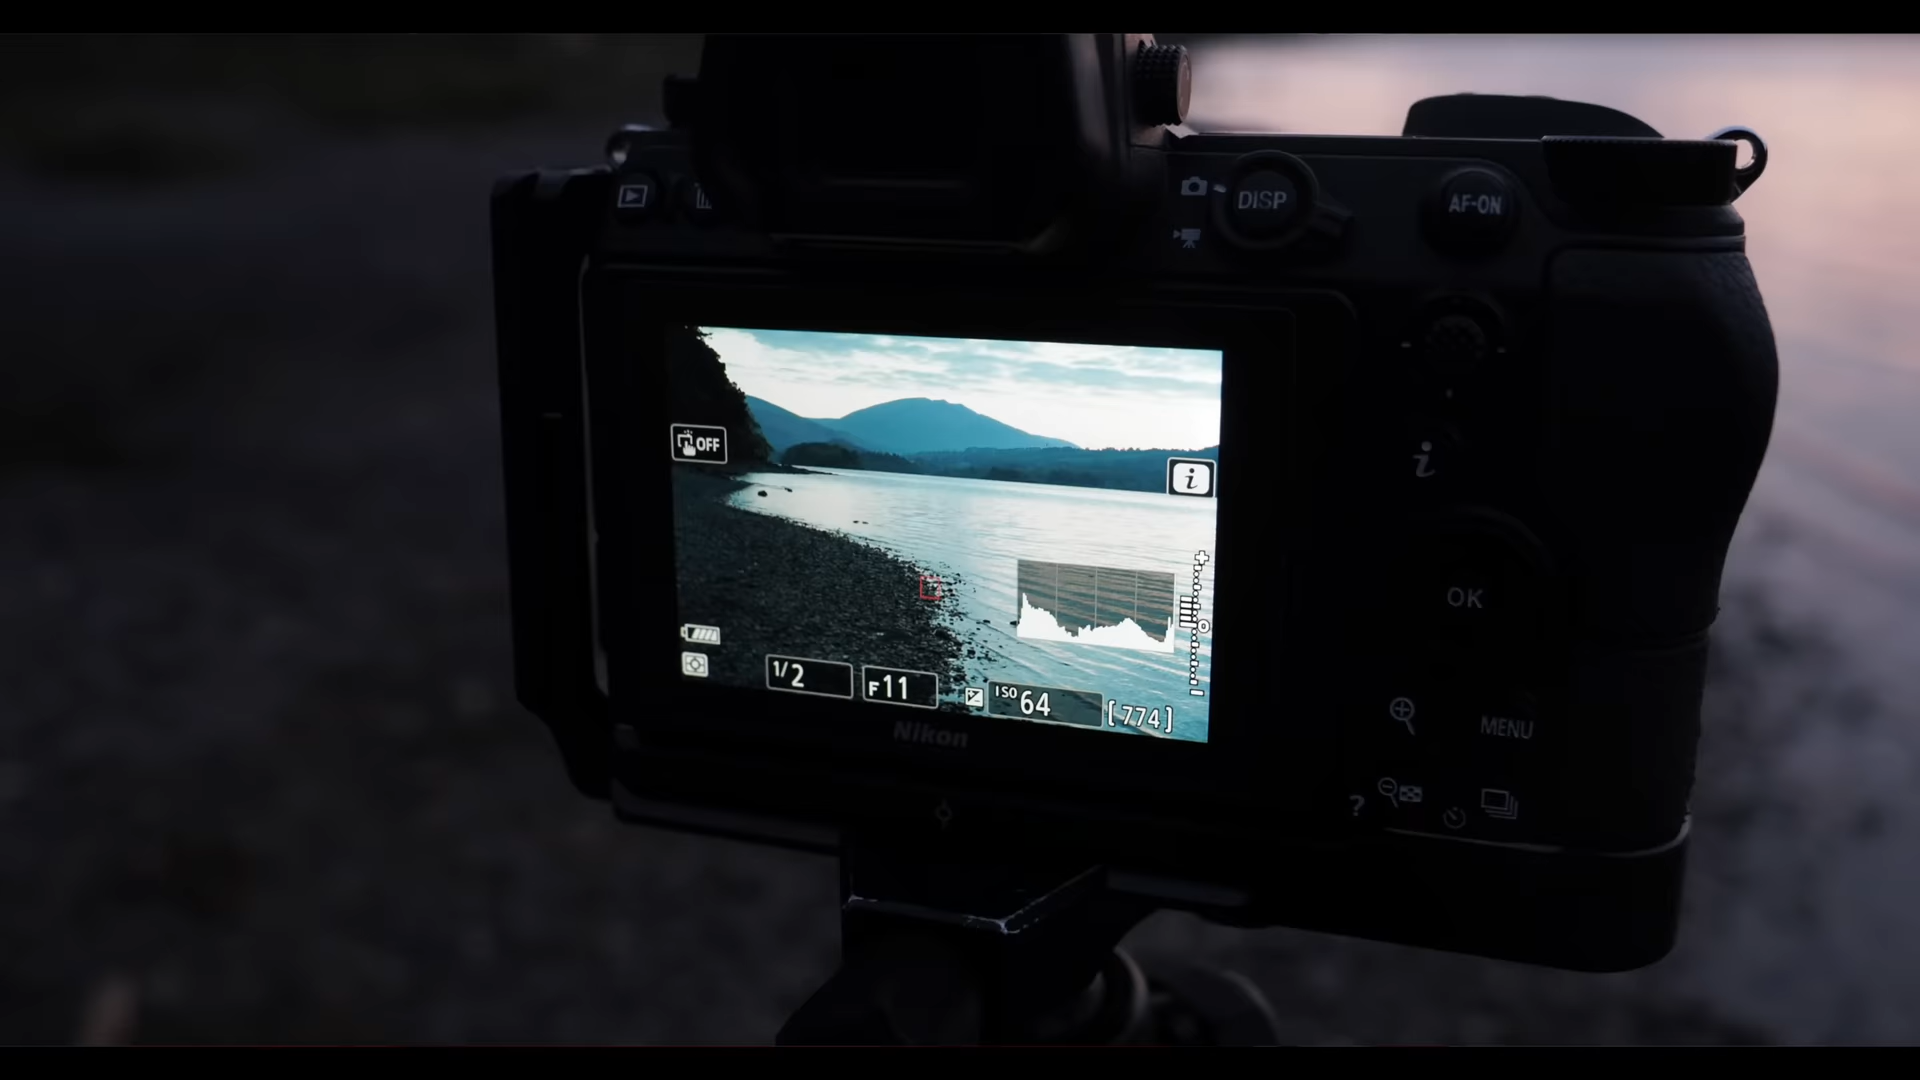 DISP
AF-ON
OFF
i
i
OK
1/2
F11
ISO 64
[774]
Nikon
MENU
?